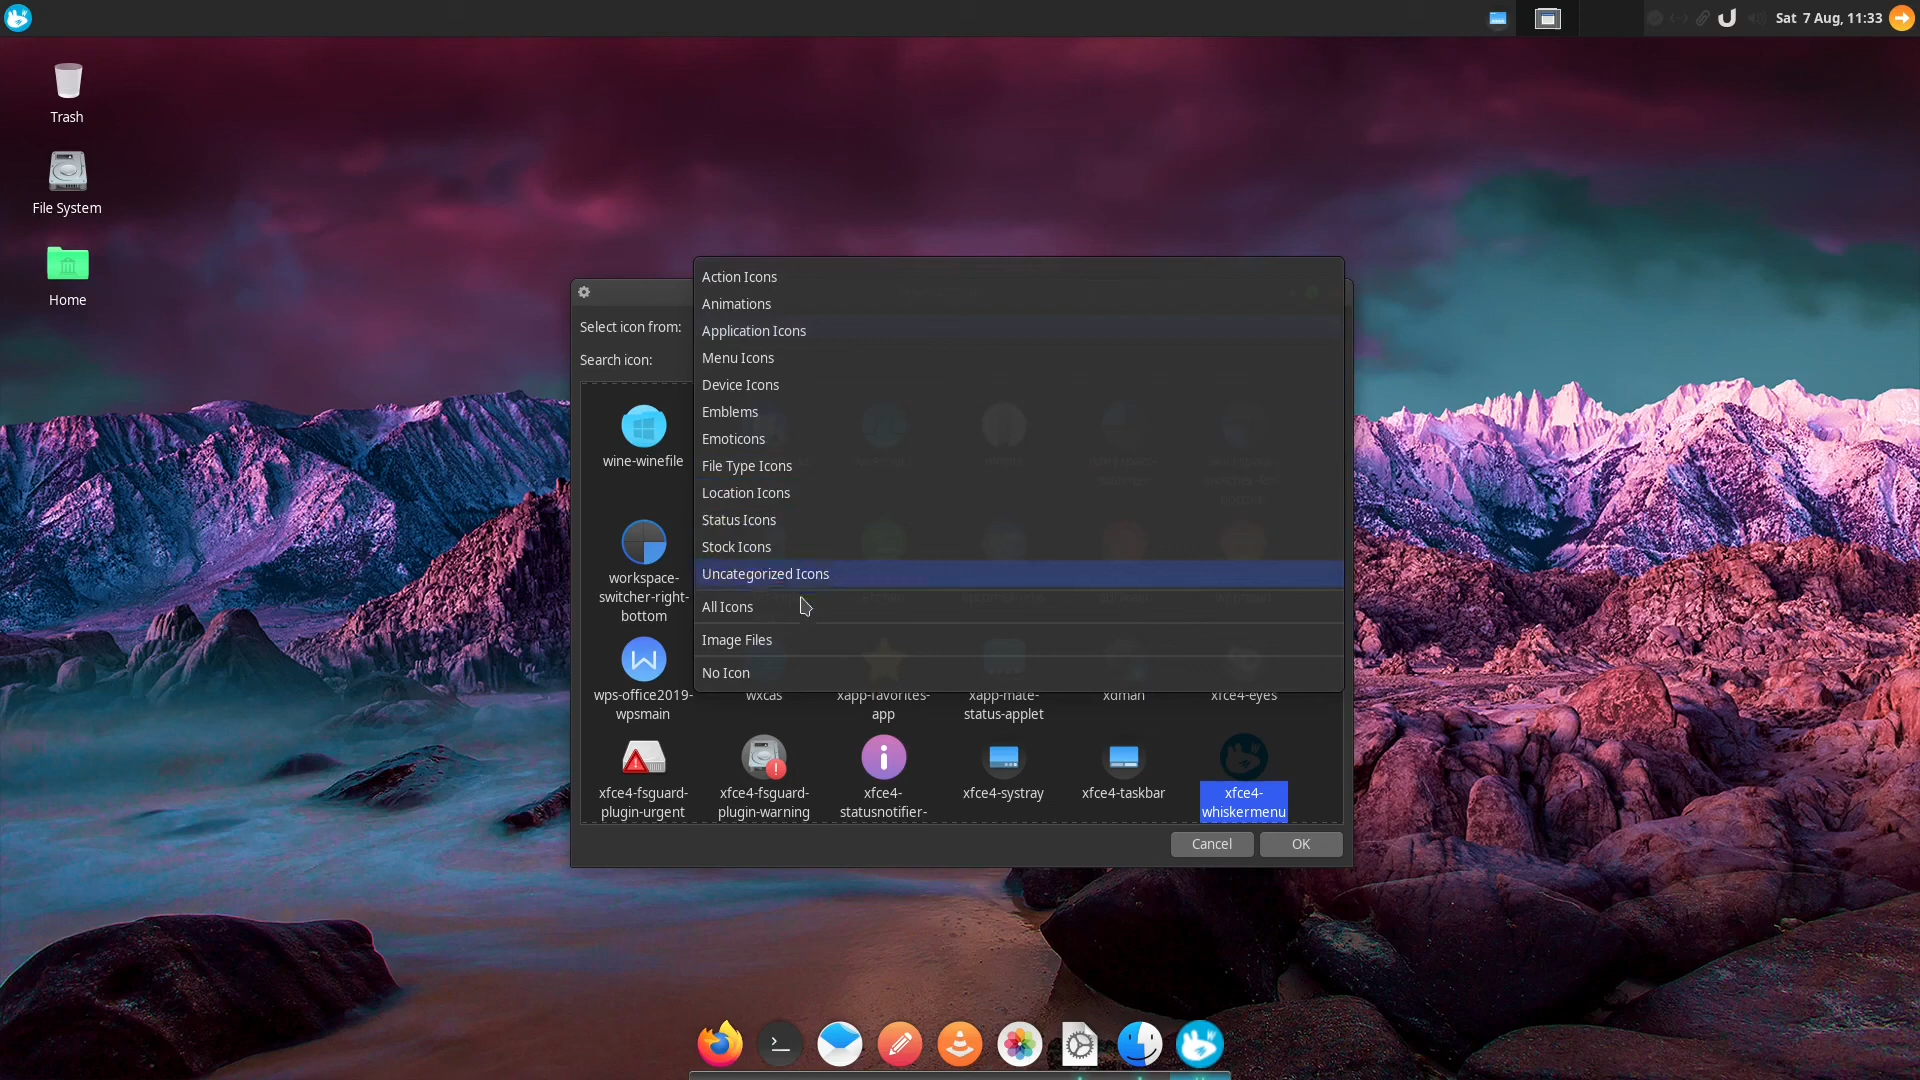 Sat 7 Aug, 11:33
Trash
File System
Home
Select icon from:
Search icon:
Action Icons
Animations
Application Icons
Menu Icons
Device Icons
Emblems
Emoticons
File Type Icons
Location Icons
Status Icons
Stock Icons
Uncategorized Icons
All Icons
Image Files
No Icon
wine-winefile
workspace-
switcher-right-
bottom
wps-office2019-
wpsmain
wxcas
xapp-favorites-
app
xapp-mate-
status-applet
xdman
xfce4-eyes
xfce4-fsguard-
plugin-urgent
xfce4-fsguard-
plugin-warning
xfce4-
statusnotifier-
xfce4-systray
xfce4-taskbar
xfce4-
whiskermenu
Cancel
OK